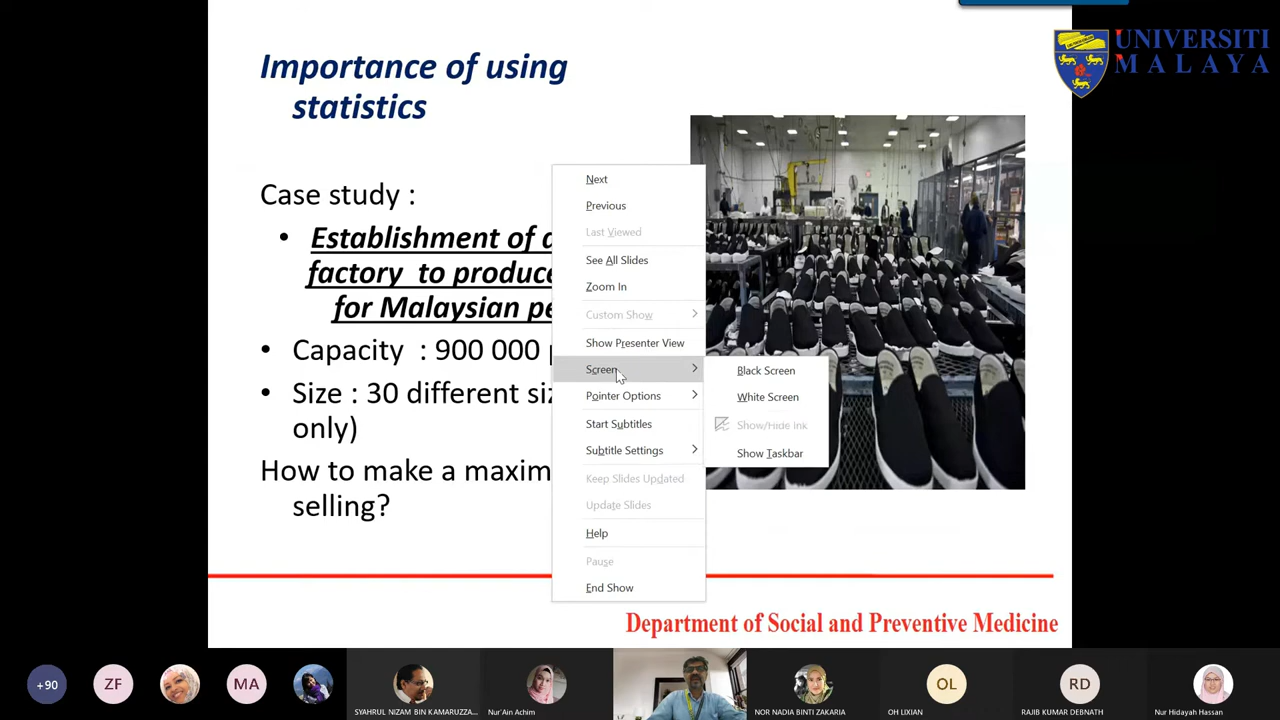 UNIVERSITI
MALAYA
Importance of using
statistics
Case study :
• Establishment of a
factory to produce
for Malaysian pe
• Capacity : 900 000 p
• Size : 30 different siz
only)
How to make a maxim
selling?
Next
Previous
Last Viewed
See All Slides
Zoom In
Custom Show
Show Presenter View
Screen
Pointer Options
Start Subtitles
Subtitle Settings
Keep Slides Updated
Update Slides
Help
Pause
End Show
Black Screen
White Screen
Show/Hide Ink
Show Taskbar
Department of Social and Preventive Medicine
+90
ZF
MA
OL
RD
SYAHRUL NIZAM BIN KAMARUZZA...
Nur'Ain Achim
NOR NADIA BINTI ZAKARIA
OH LIXIAN
RAJIB KUMAR DEBNATH
Nur Hidayah Hassan